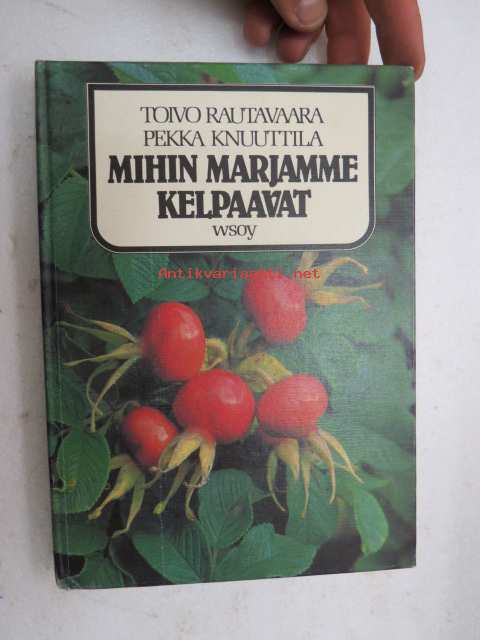 TOIVO RAUTAVAARA
PEKKA KNUUTTILA
MIHIN MARJAMME
KELPAAVAT
wsoy
Antikvariaatti.net